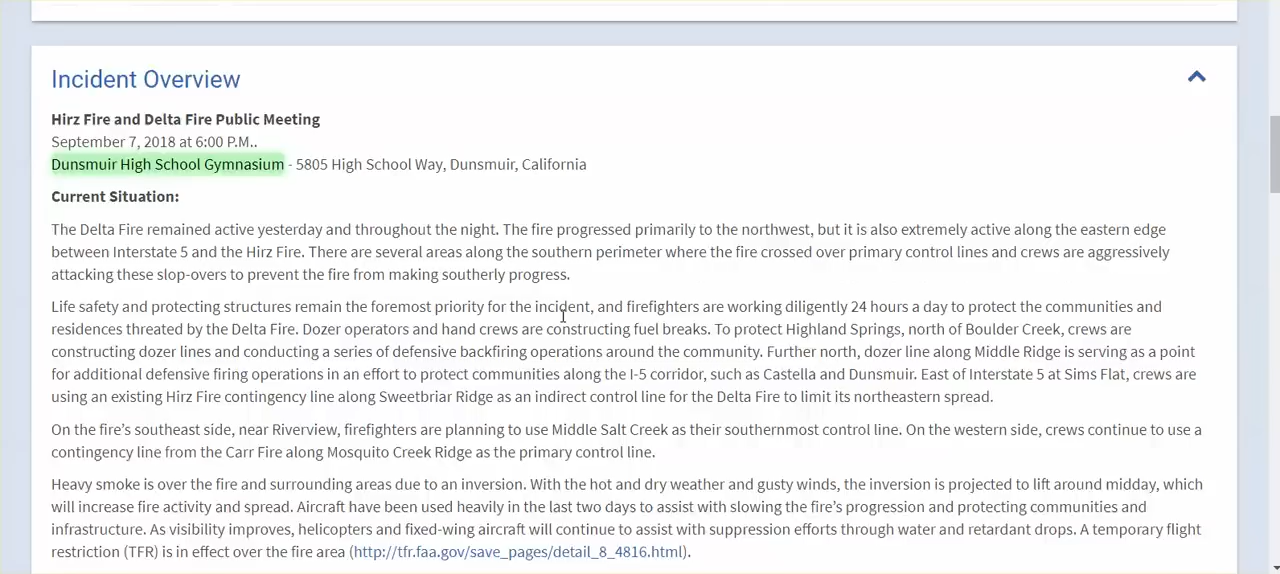 Incident Overview
Hirz Fire and Delta Fire Public Meeting
September 7, 2018 at 6:00 P.M..
Dunsmuir High School Gymnasium - 5805 High School Way, Dunsmuir, California
Current Situation:
The Delta Fire remained active yesterday and throughout the night. The fire progressed primarily to the northwest, but it is also extremely active along the eastern edge
between Interstate 5 and the Hirz Fire. There are several areas along the southern perimeter where the fire crossed over primary control lines and crews are aggressively
attacking these slop-overs to prevent the fire from making southerly progress.
Life safety and protecting structures remain the foremost priority for the incident, and firefighters are working diligently 24 hours a day to protect the communities and
residences threated by the Delta Fire. Dozer operators and hand crews are constructing fuel breaks. To protect Highland Springs, north of Boulder Creek, crews are
constructing dozer lines and conducting a series of defensive backfiring operations around the community. Further north, dozer line along Middle Ridge is serving as a point
for additional defensive firing operations in an effort to protect communities along the I-5 corridor, such as Castella and Dunsmuir. East of Interstate 5 at Sims Flat, crews are
using an existing Hirz Fire contingency line along Sweetbriar Ridge as an indirect control line for the Delta Fire to limit its northeastern spread.
On the fire's southeast side, near Riverview, firefighters are planning to use Middle Salt Creek as their southernmost control line. On the western side, crews continue to use a
contingency line from the Carr Fire along Mosquito Creek Ridge as the primary control line.
Heavy smoke is over the fire and surrounding areas due to an inversion. With the hot and dry weather and gusty winds, the inversion is projected to lift around midday, which
will increase fire activity and spread. Aircraft have been used heavily in the last two days to assist with slowing the fire's progression and protecting communities and
infrastructure. As visibility improves, helicopters and fixed-wing aircraft will continue to assist with suppression efforts through water and retardant drops. A temporary flight
restriction (TFR) is in effect over the fire area (http://tfr.faa.gov/save_pages/detail_8_4816.html).